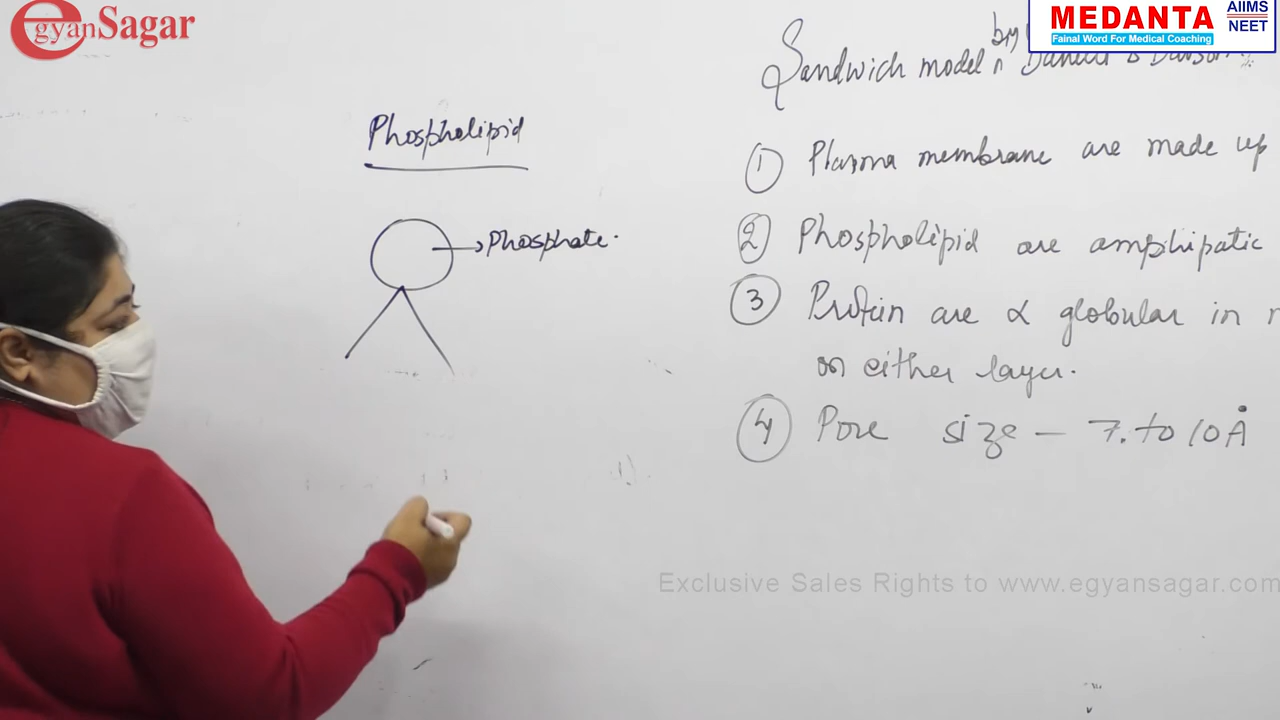 egyanSagar
MEDANTA
Fainal Word For Medical Coaching
AIIMS
NEET
by
Sandwich model
Phospholipid
Phosphate.
① Plasma membrane are made up
② Phospholipid are amphipatic
③ Protein are α globular in
on either layer.
④ Pore size – 7. to 10 Å
Exclusive Sales Rights to www.egyansagar.com